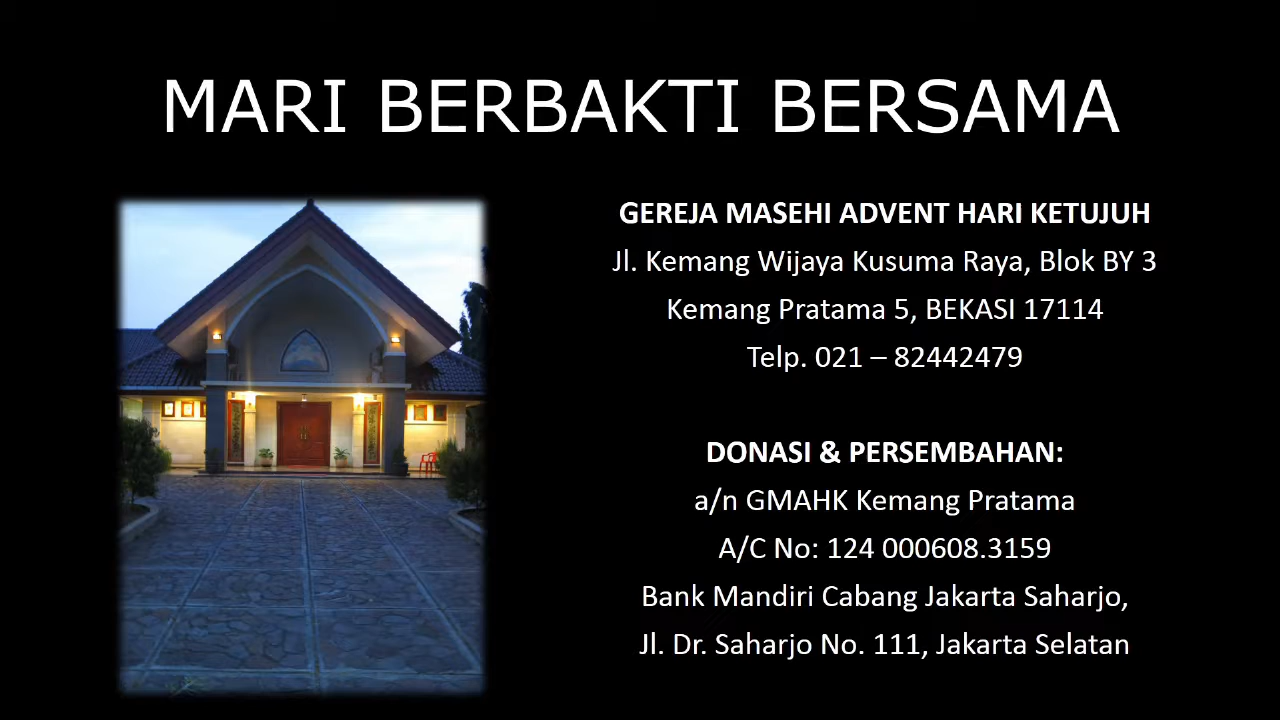 MARI BERBAKTI BERSAMA
GEREJA MASEHI ADVENT HARI KETUJUH
Jl. Kemang Wijaya Kusuma Raya, Blok BY 3
Kemang Pratama 5, BEKASI 17114
Telp. 021 – 82442479
DONASI & PERSEMBAHAN:
a/n GMAHK Kemang Pratama
A/C No: 124 000608.3159
Bank Mandiri Cabang Jakarta Saharjo,
Jl. Dr. Saharjo No. 111, Jakarta Selatan